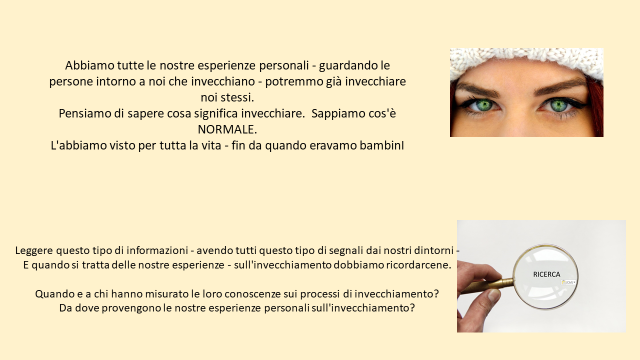 Abbiamo tutte le nostre esperienze personali - guardando le
persone intorno a noi che invecchiano - potremmo già invecchiare
noi stessi.
Pensiamo di sapere cosa significa invecchiare.  Sappiamo cos'è
NORMALE.
L'abbiamo visto per tutta la vita - fin da quando eravamo bambinI
Leggere questo tipo di informazioni - avendo tutti questo tipo di segnali dai nostri dintorni -
E quando si tratta delle nostre esperienze - sull'invecchiamento dobbiamo ricordarcene.
RICERCA
Quando e a chi hanno misurato le loro conoscenze sui processi di invecchiamento?
Da dove provengono le nostre esperienze personali sull'invecchiamento?